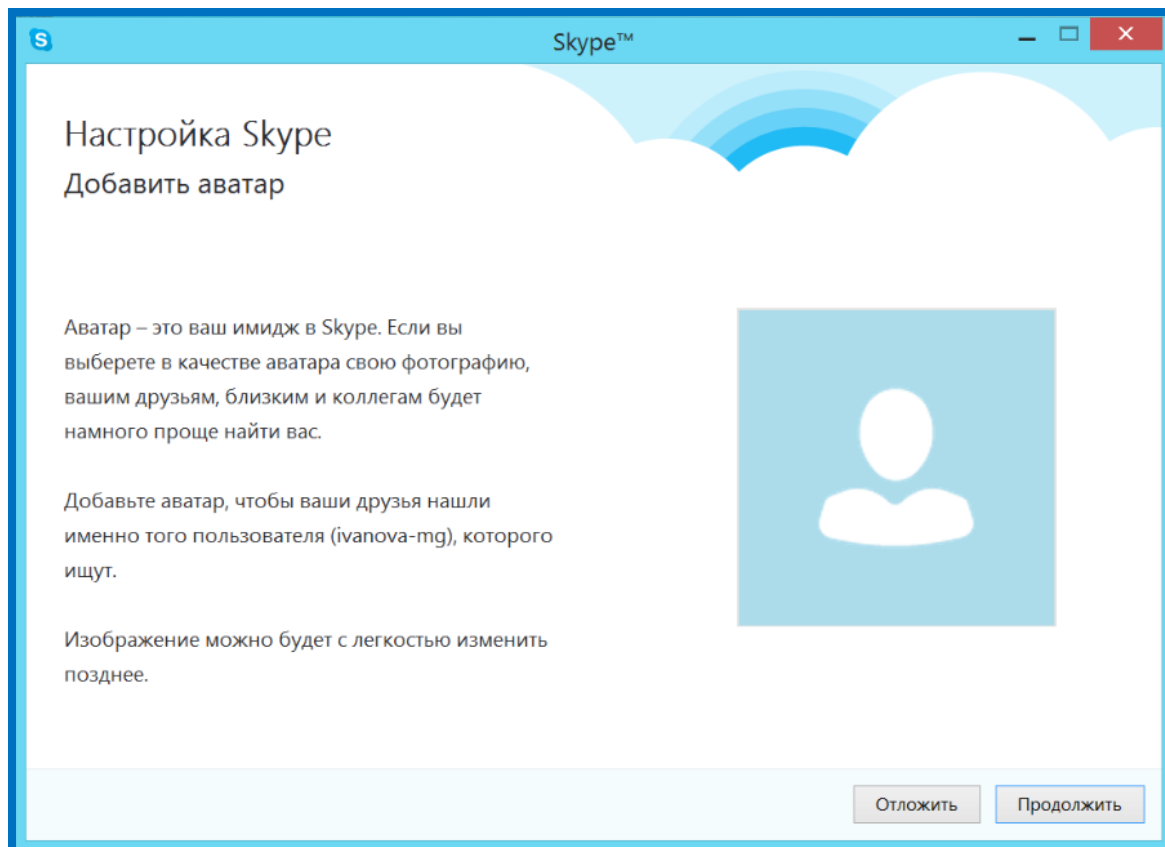 Skype™
Настройка Skype
Добавить аватар
Аватар – это ваш имидж в Skype. Если вы
выберете в качестве аватара свою фотографию,
вашим друзьям, близким и коллегам будет
намного проще найти вас.
Добавьте аватар, чтобы ваши друзья нашли
именно того пользователя (ivanova-mg), которого
ищут.
Изображение можно будет с легкостью изменить
позднее.
Отложить Продолжить